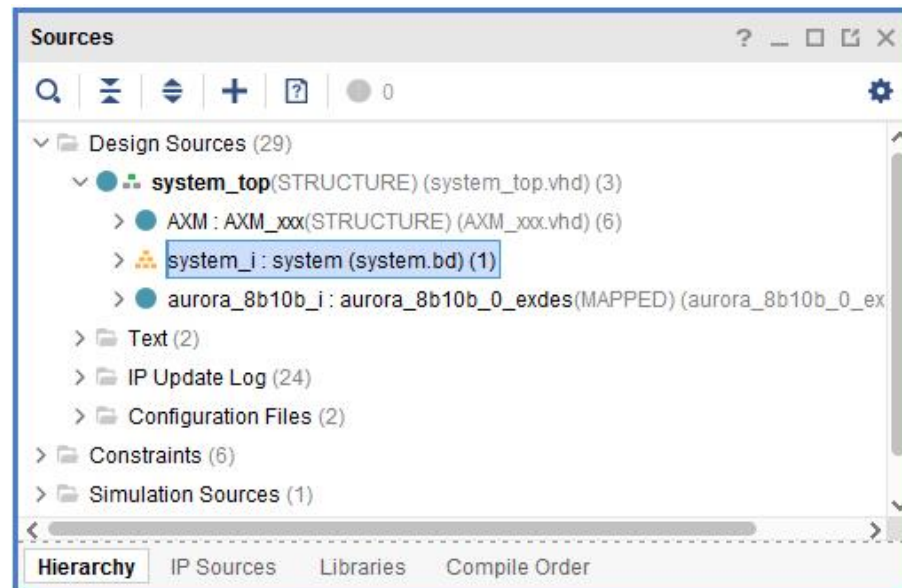 Sources
0
Design Sources (29)
system_top(STRUCTURE) (system_top.vhd) (3)
AXM : AXM_xxx(STRUCTURE) (AXM_xxx.vhd) (6)
system_i : system (system.bd) (1)
aurora_8b10b_i : aurora_8b10b_0_exdes(MAPPED) (aurora_8b10b_0_ex
Text (2)
IP Update Log (24)
Configuration Files (2)
Constraints (6)
Simulation Sources (1)
Hierarchy IP Sources Libraries Compile Order